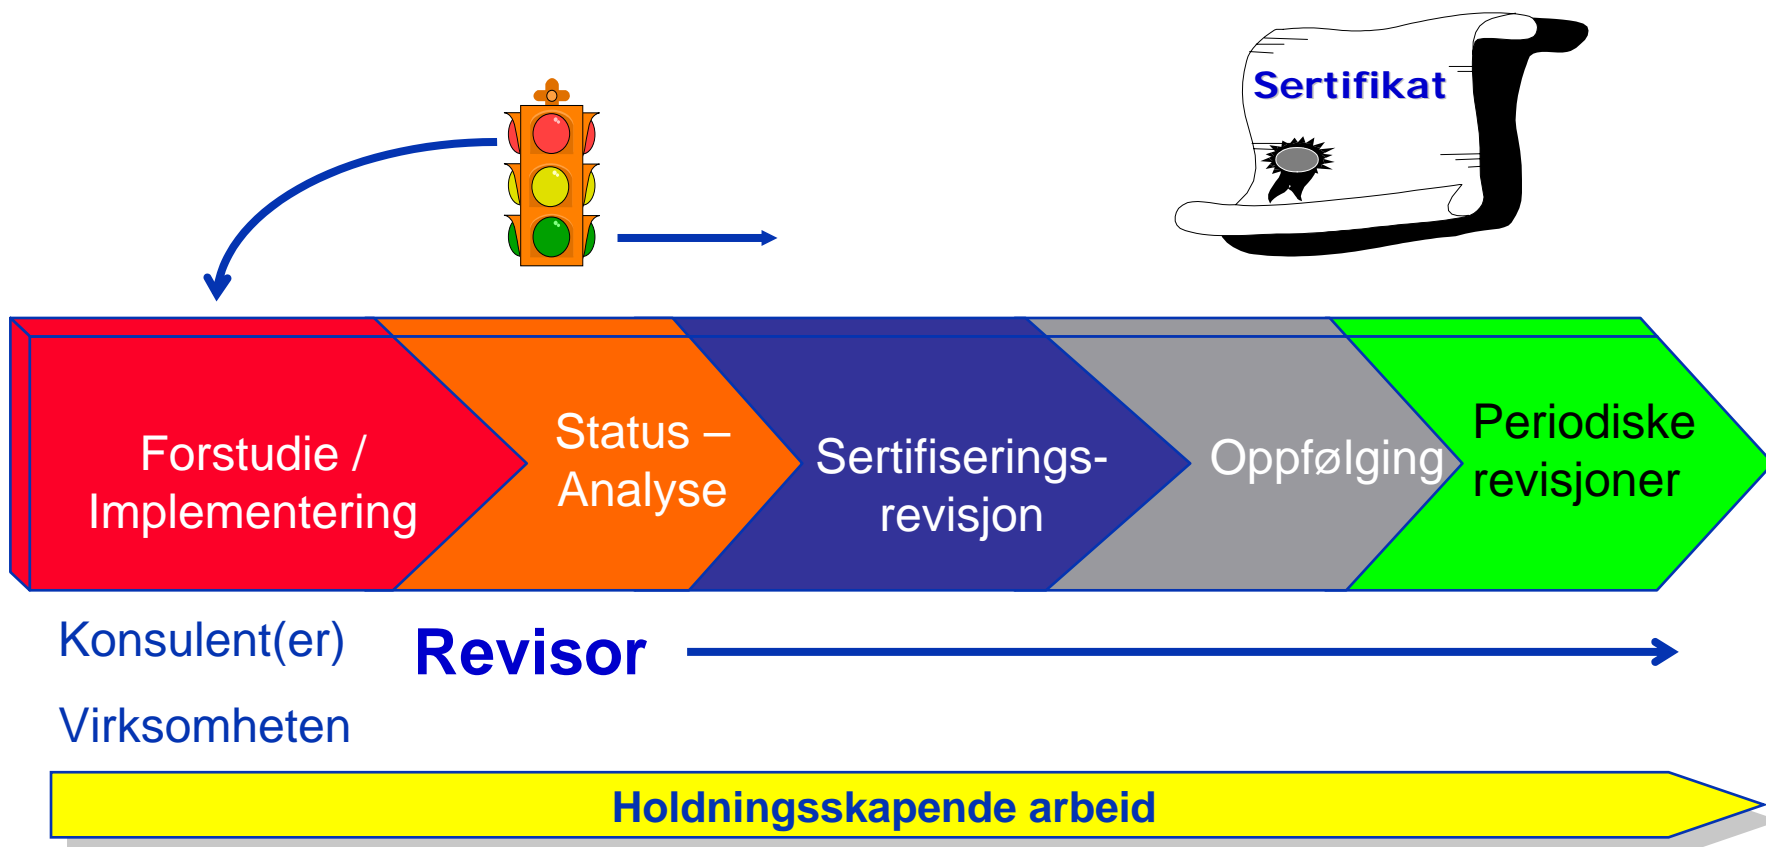 Sertifikat
Forstudie /
Implementering
Status –
Analyse
Sertifiserings-
revisjon
Oppfølging
Periodiske
revisjoner
Konsulent(er)
Revisor
Virksomheten
Holdningsskapende arbeid